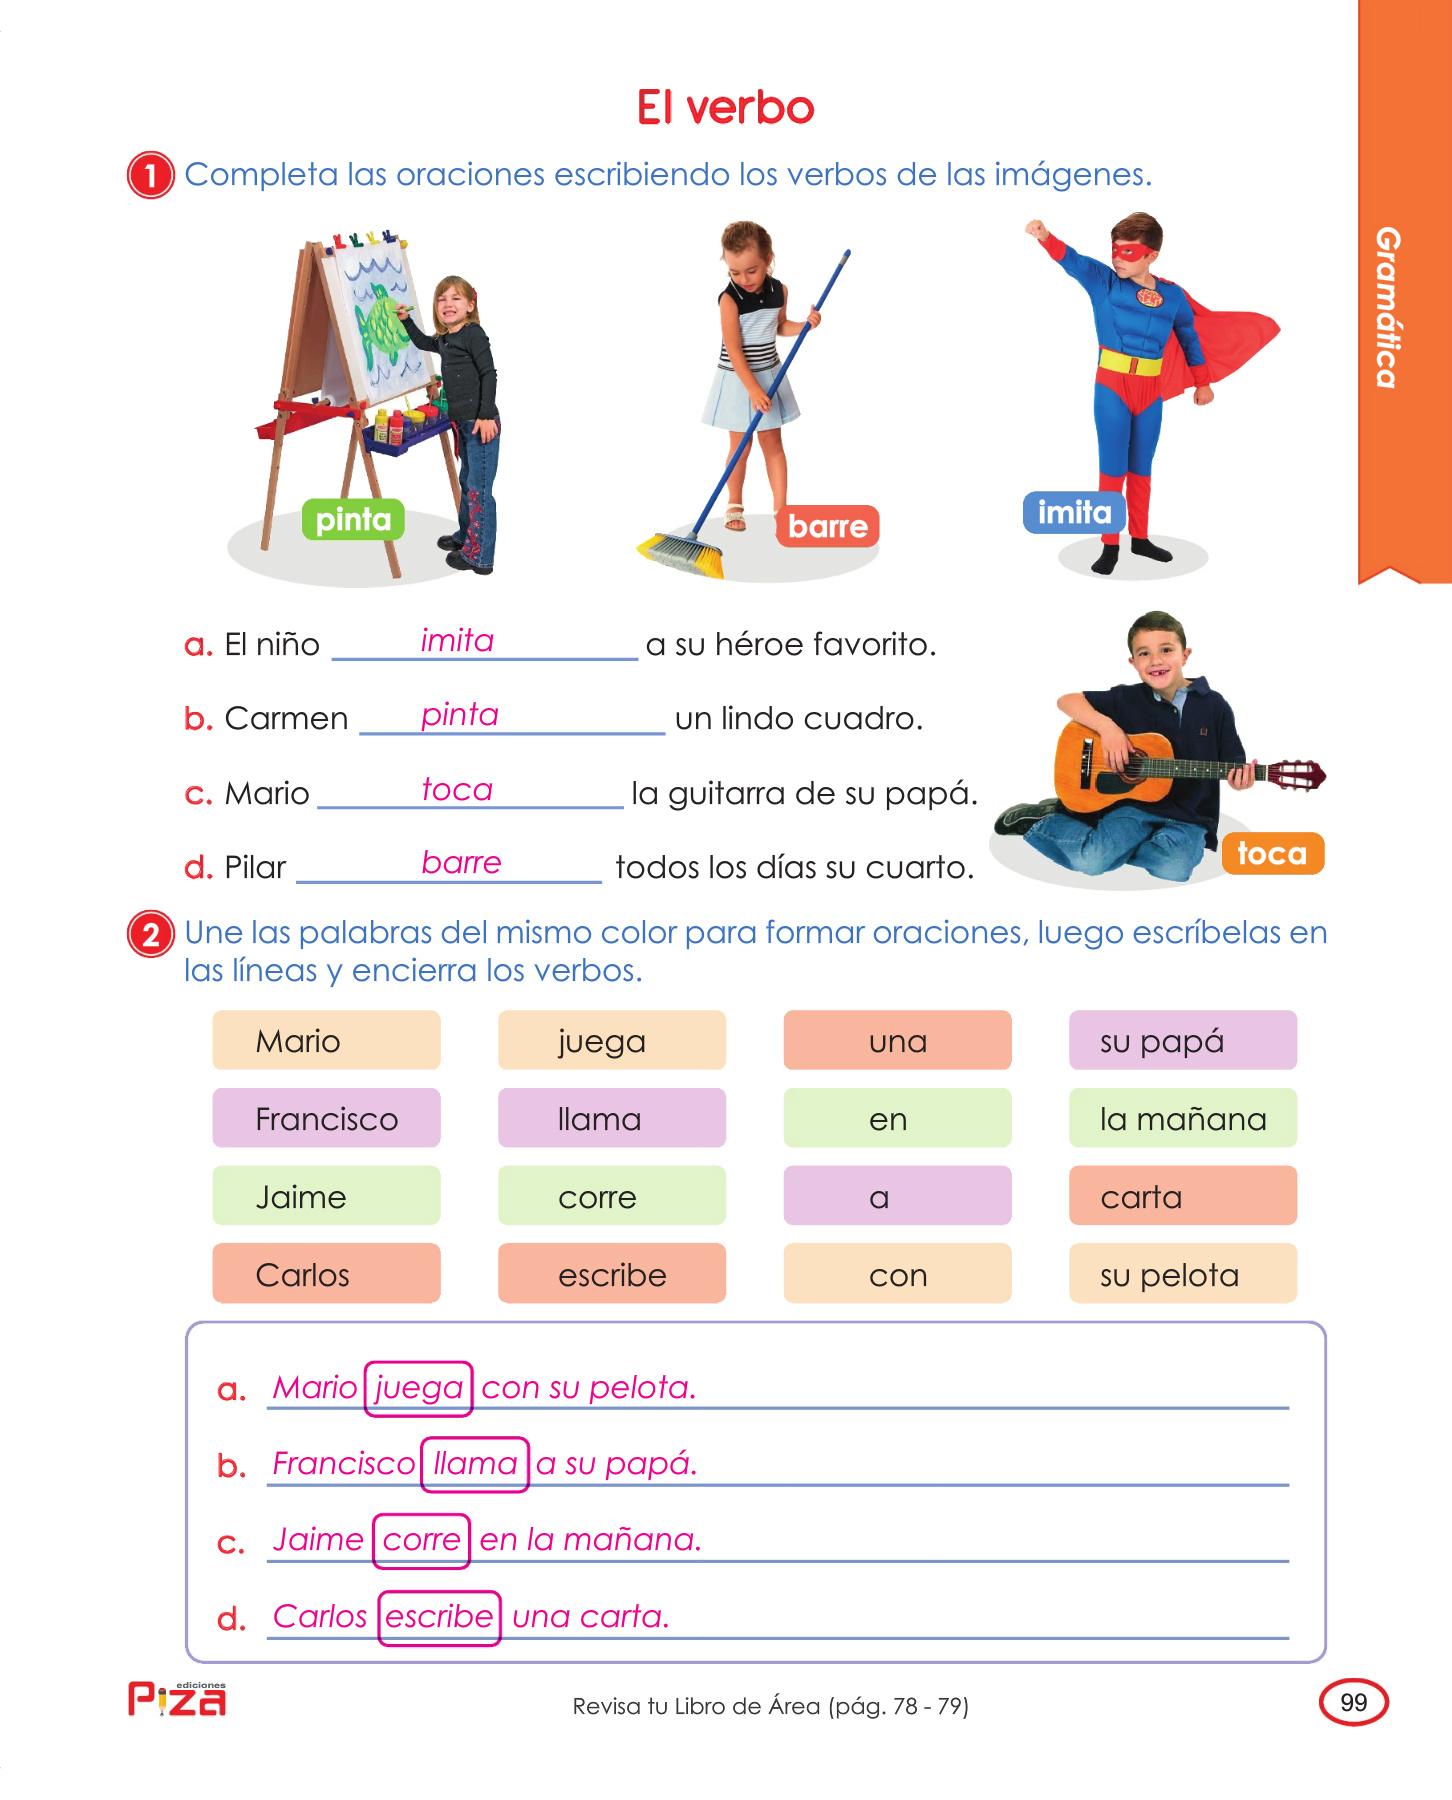 El verbo
1 Completa las oraciones escribiendo los verbos de las imágenes.
pinta
barre
imita
a. El niño imita a su héroe favorito.
b. Carmen pinta un lindo cuadro.
c. Mario toca la guitarra de su papá.
d. Pilar barre todos los días su cuarto.
toca
2 Une las palabras del mismo color para formar oraciones, luego escríbelas en
las líneas y encierra los verbos.
Mario juega una su papá
Francisco llama en la mañana
Jaime corre a carta
Carlos escribe con su pelota
a. Mario juega con su pelota.
b. Francisco llama a su papá.
c. Jaime corre en la mañana.
d. Carlos escribe una carta.
ediciones
PiZa
Revisa tu Libro de Área (pág. 78 - 79)
99
Gramática